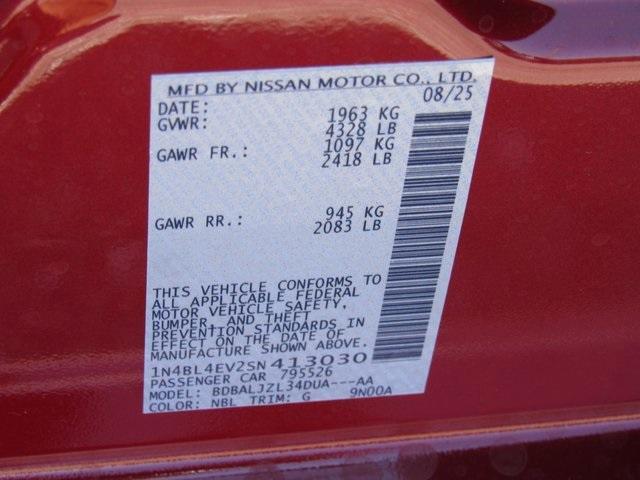 MFD BY NISSAN MOTOR CO., LTD.
DATE: 08/25
GVWR: 1963 KG
4328 LB
GAWR FR.: 1097 KG
2418 LB
GAWR RR.: 945 KG
2083 LB
THIS VEHICLE CONFORMS TO
ALL APPLICABLE FEDERAL
MOTOR VEHICLE SAFETY,
BUMPER, AND THEFT
PREVENTION STANDARDS IN
EFFECT ON THE DATE OF
MANUFACTURE SHOWN ABOVE.
1N4BL4EV2SN413030
PASSENGER CAR 795526
MODEL: BDBALJZL34DUA---AA
COLOR: NBL TRIM: G 9N00A